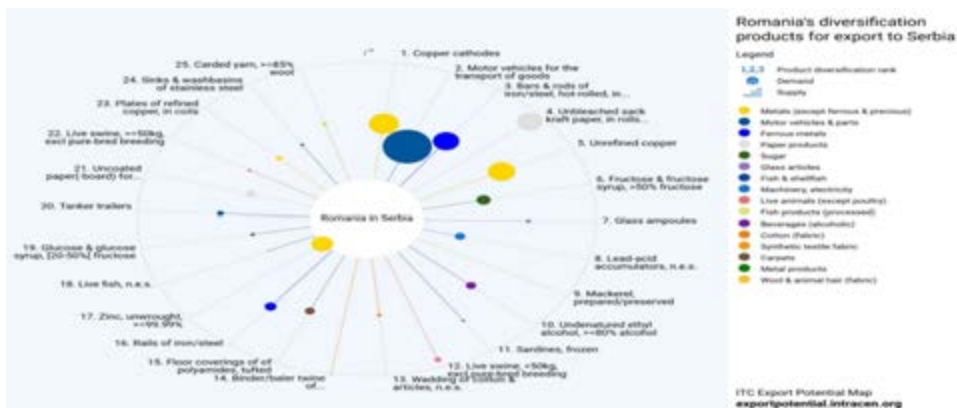 Romania's diversification
products for export to Serbia
Legend
1,2,3 Product diversification rank
Demand
Supply
Metals (except ferrous & precious)
Motor vehicles & parts
Ferrous metals
Paper products
Sugar
Glass articles
Fish & shellfish
Machinery, electricity
Live animals (except poultry)
Fish products (processed)
Beverages (alcoholic)
Cotton (fabric)
Synthetic textile fabric
Carpets
Metal products
Wool & animal hair (fabric)
Romania in Serbia
1. Copper cathodes
2. Motor vehicles for the
transport of goods
3. Bars & rods of
iron/steel, hot-rolled, in...
4. Unbleached sack
kraft paper, in rolls...
5. Unrefined copper
6. Fructose & fructose
syrup, >50% fructose
7. Glass ampoules
8. Lead-acid
accumulators, n.e.s.
9. Mackerel,
prepared/preserved
10. Undenatured ethyl
alcohol, >=80% alcohol
11. Sardines, frozen
12. Live swine, <50kg,
excl pure-bred breeding
13. Wadding of cotton &
articles, n.e.s.
14. Binder/baler twine
of...
15. Floor coverings of of
polyamides, tufted
16. Rails of iron/steel
17. Zinc, unwrought,
>=99.99%
18. Live fish, n.e.s.
19. Glucose & glucose
syrup, [20-50%] fructose
20. Tanker trailers
21. Uncoated
paper(-board) for...
22. Live swine, >=50kg,
excl pure-bred breeding
23. Plates of refined
copper, in coils
24. Sinks & washbasins
of stainless steel
25. Carded yarn, >=85%
wool
ITC Export Potential Map
exportpotential.intracen.org